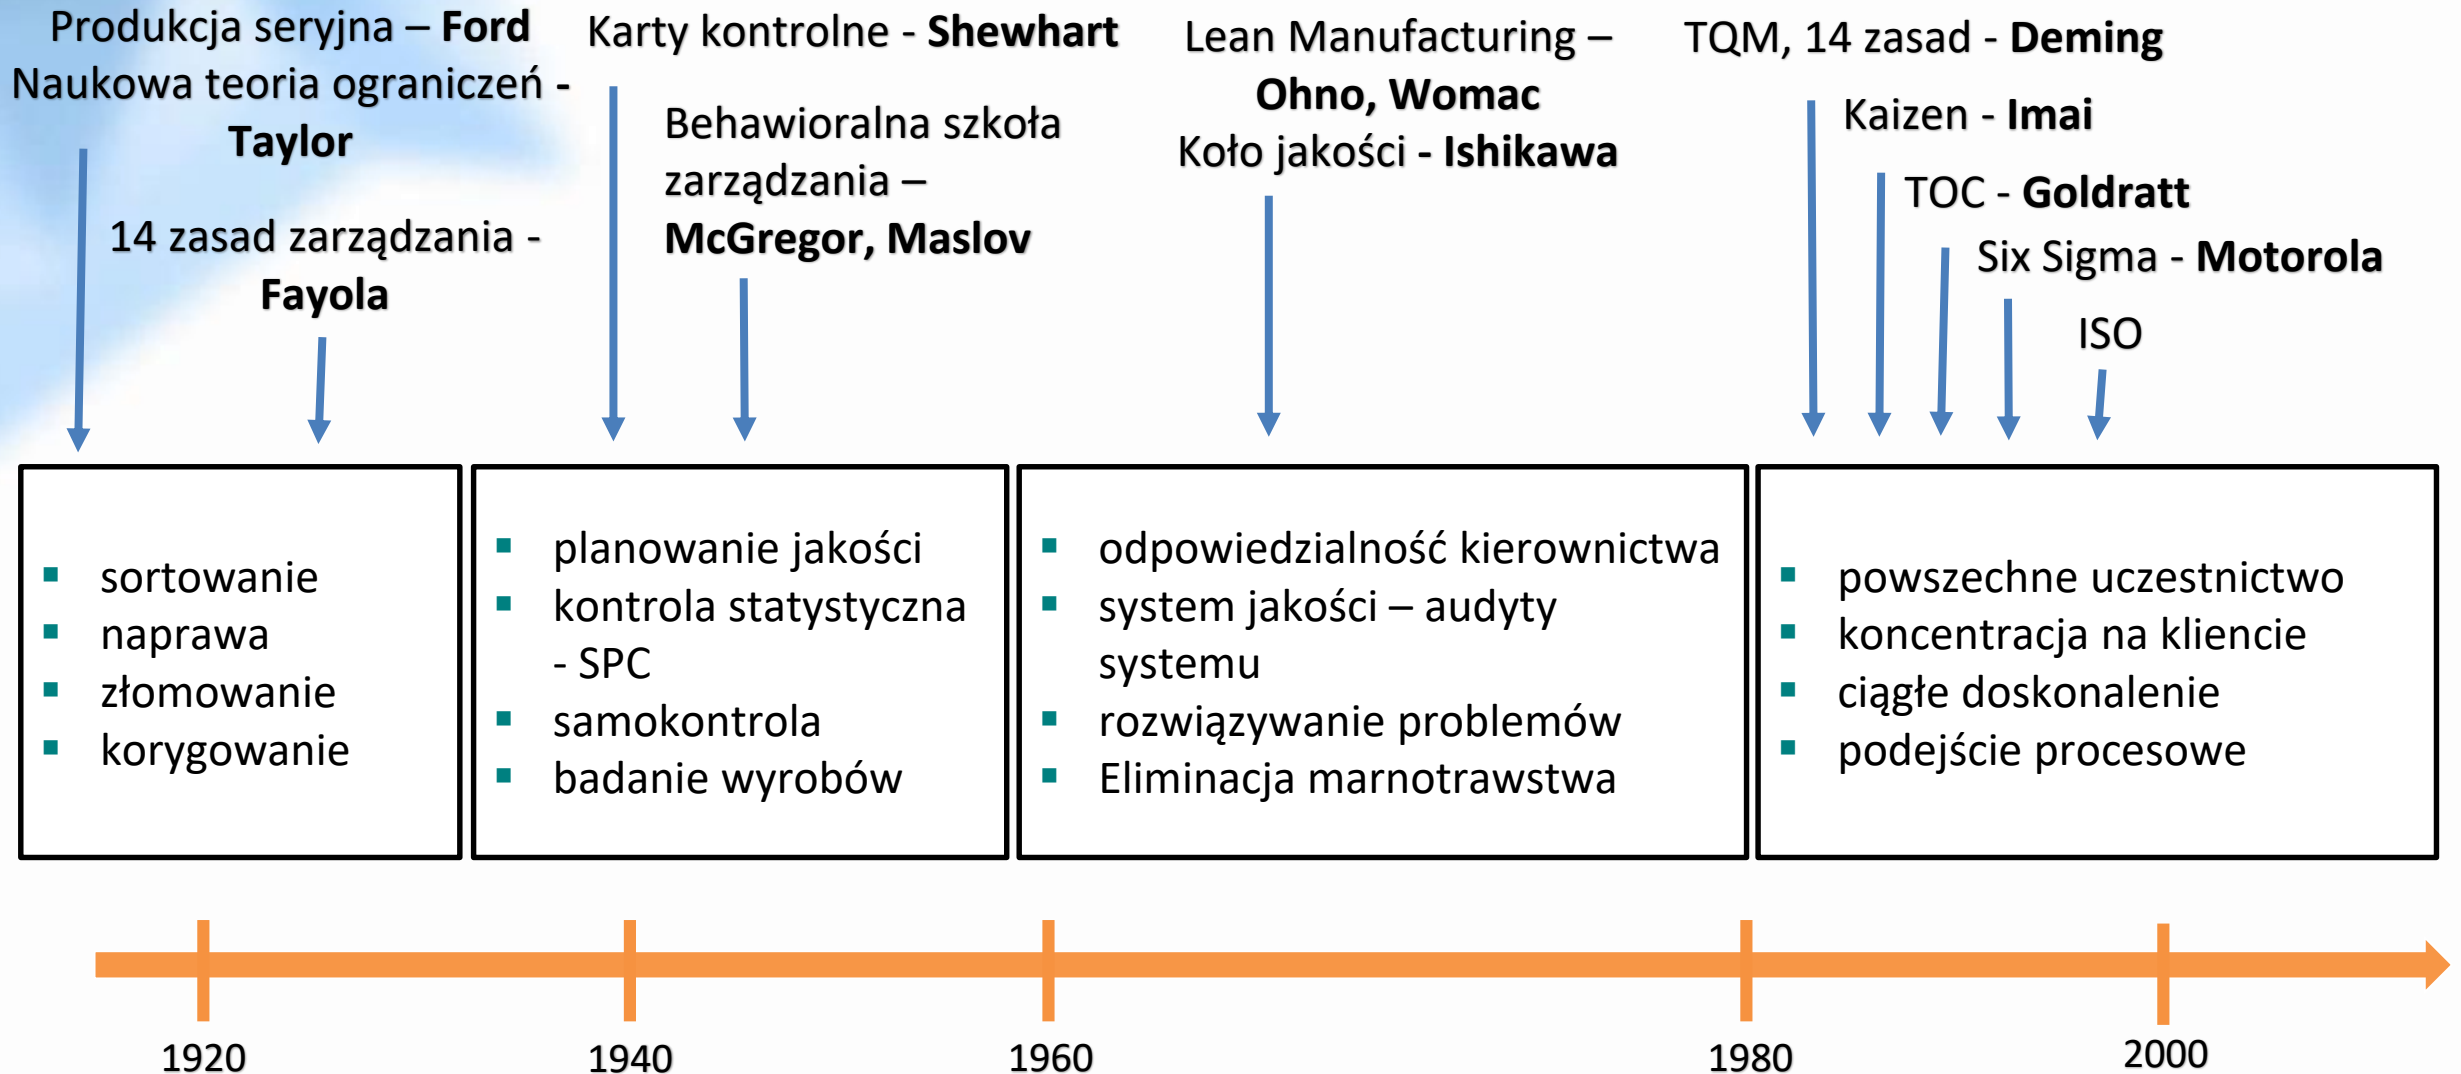 Produkcja seryjna – Ford
Naukowa teoria ograniczeń -
Taylor
14 zasad zarządzania -
Fayola
Karty kontrolne - Shewhart
Behawioralna szkoła
zarządzania –
McGregor, Maslov
Lean Manufacturing –
Ohno, Womac
Koło jakości - Ishikawa
TQM, 14 zasad - Deming
Kaizen - Imai
TOC - Goldratt
Six Sigma - Motorola
ISO
▪ sortowanie
▪ naprawa
▪ złomowanie
▪ korygowanie
▪ planowanie jakości
▪ kontrola statystyczna
- SPC
▪ samokontrola
▪ badanie wyrobów
▪ odpowiedzialność kierownictwa
▪ system jakości – audyty
systemu
▪ rozwiązywanie problemów
▪ Eliminacja marnotrawstwa
▪ powszechne uczestnictwo
▪ koncentracja na kliencie
▪ ciągłe doskonalenie
▪ podejście procesowe
1920
1940
1960
1980
2000